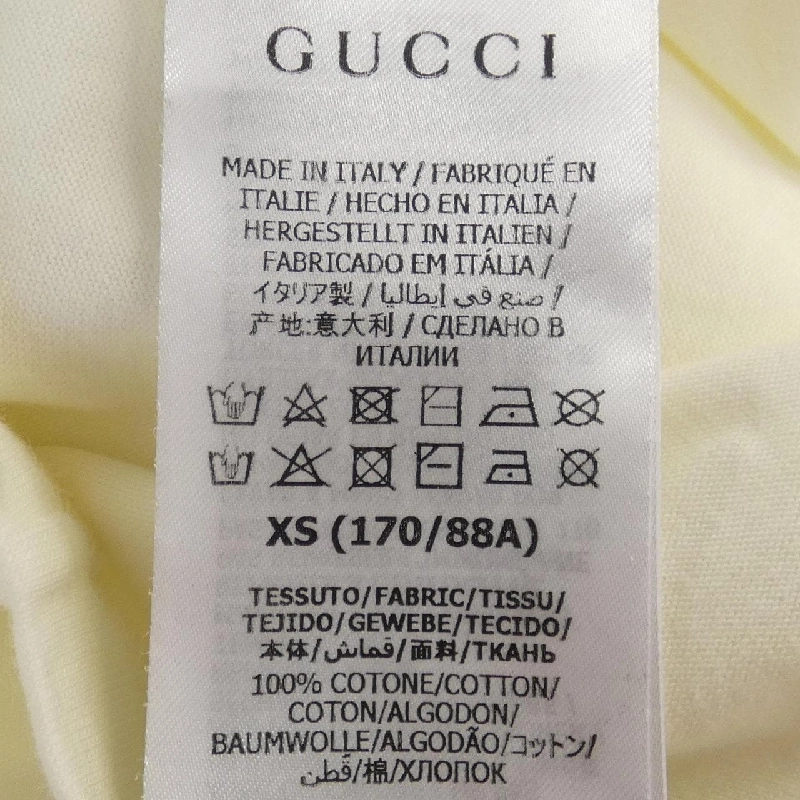 GUCCI
MADE IN ITALY / FABRIQUÉ EN
ITALIE / HECHO EN ITALIA /
HERGESTELLT IN ITALIEN /
FABRICADO EM ITÁLIA /
イタリア製 / صنع في إيطاليا /
产地:意大利 / СДЕЛАНО В
ИТАЛИИ
XS (170/88A)
TESSUTO/FABRIC/TISSU/
TEJIDO/GEWEBE/TECIDO/
本体/قماش/面料/ТКАНЬ
100% COTONE/COTTON/
COTON/ALGODON/
BAUMWOLLE/ALGODÃO/コットン/
قطن/棉/ХЛОПОК